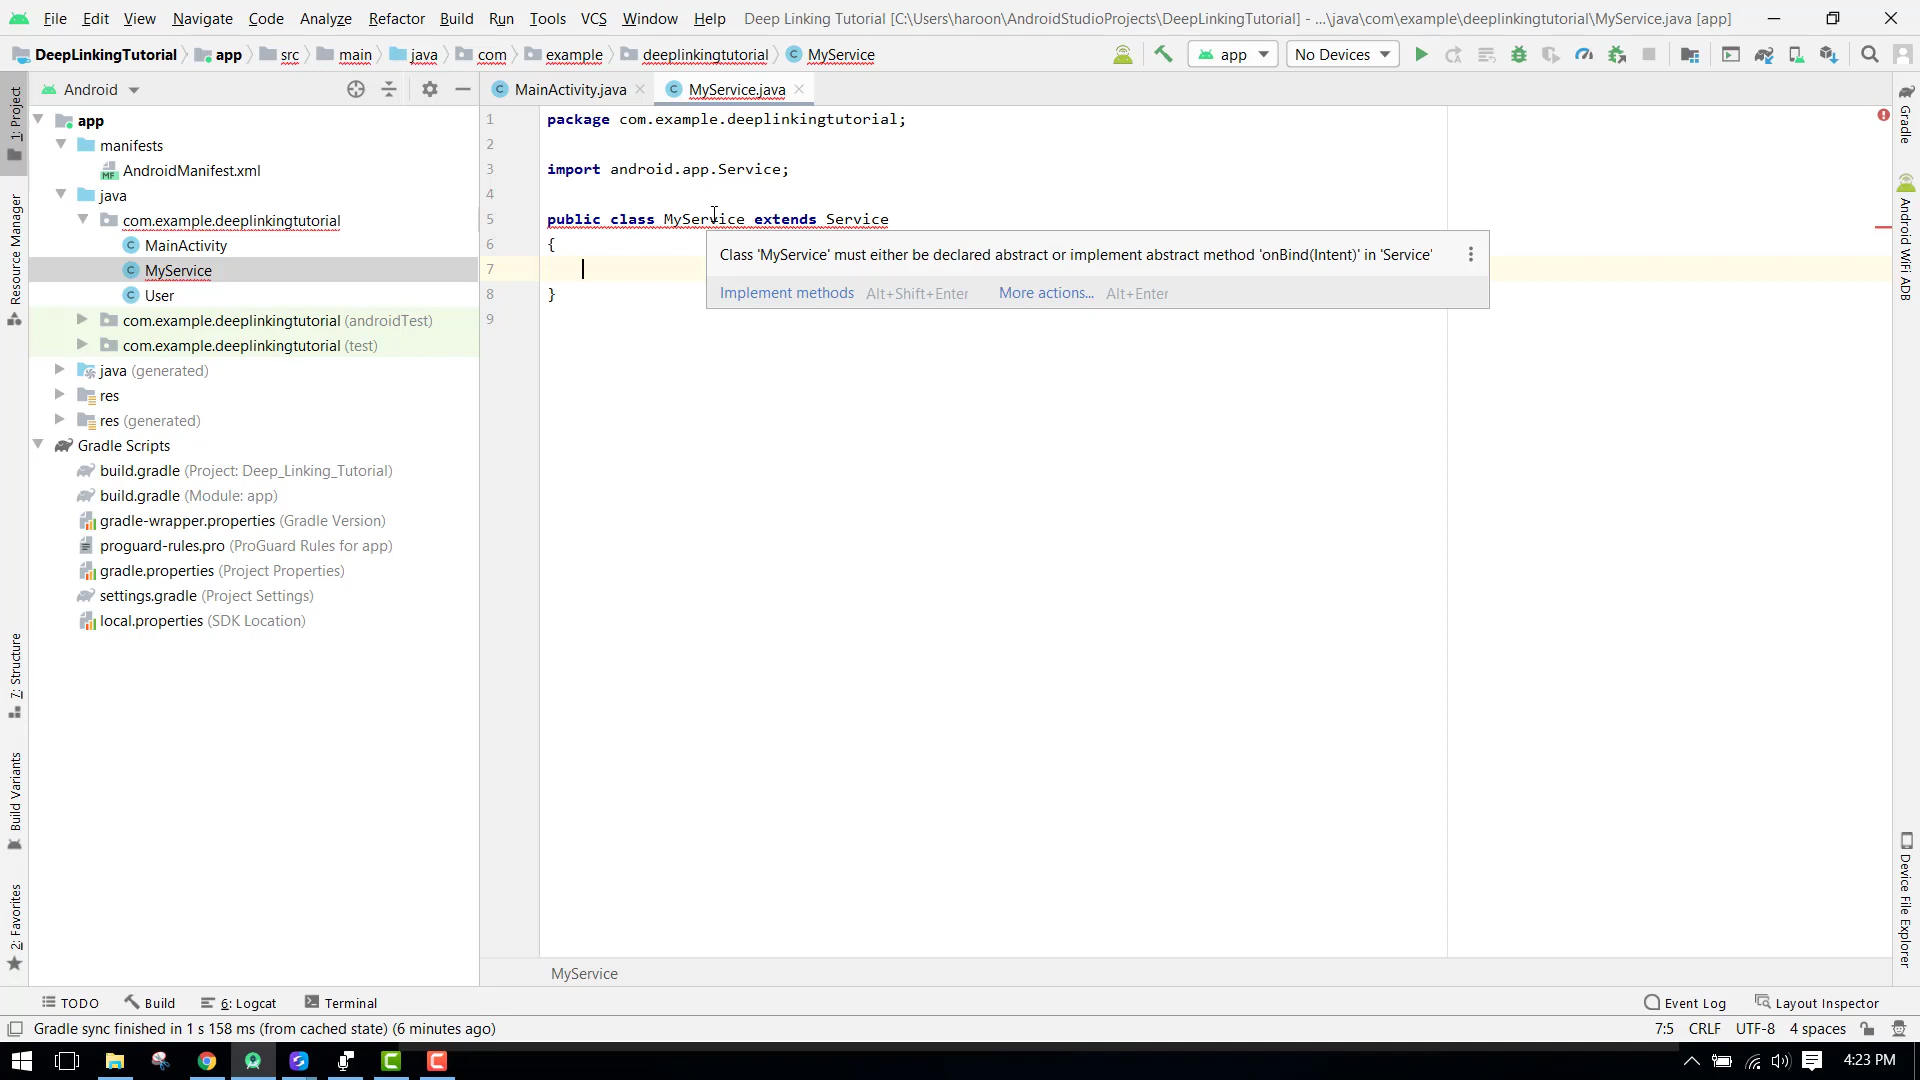 File Edit View Navigate Code Analyze Refactor Build Run Tools VCS Window Help Deep Linking Tutorial [C:\Users\haroon\AndroidStudioProjects\DeepLinkingTutorial] - ...\java\com\example\deeplinkingtutorial\MyService.java [app]
DeepLinkingTutorial app src main java com example deeplinkingtutorial MyService app No Devices
Android MainActivity.java MyService.java
1: Project
Resource Manager
7: Structure
Build Variants
2: Favorites
app
manifests
AndroidManifest.xml
java
com.example.deeplinkingtutorial
MainActivity
MyService
User
com.example.deeplinkingtutorial (androidTest)
com.example.deeplinkingtutorial (test)
java (generated)
res
res (generated)
Gradle Scripts
build.gradle (Project: Deep_Linking_Tutorial)
build.gradle (Module: app)
gradle-wrapper.properties (Gradle Version)
proguard-rules.pro (ProGuard Rules for app)
gradle.properties (Project Properties)
settings.gradle (Project Settings)
local.properties (SDK Location)
1 package com.example.deeplinkingtutorial;
2
3 import android.app.Service;
4
5 public class MyService extends Service
6 {
7
8 }
9
Class 'MyService' must either be declared abstract or implement abstract method 'onBind(Intent)' in 'Service'
Implement methods Alt+Shift+Enter More actions... Alt+Enter
Gradle
Android WiFi ADB
Device File Explorer
MyService
TODO Build 6: Logcat Terminal Event Log Layout Inspector
Gradle sync finished in 1 s 158 ms (from cached state) (6 minutes ago) 7:5 CRLF UTF-8 4 spaces
4:23 PM